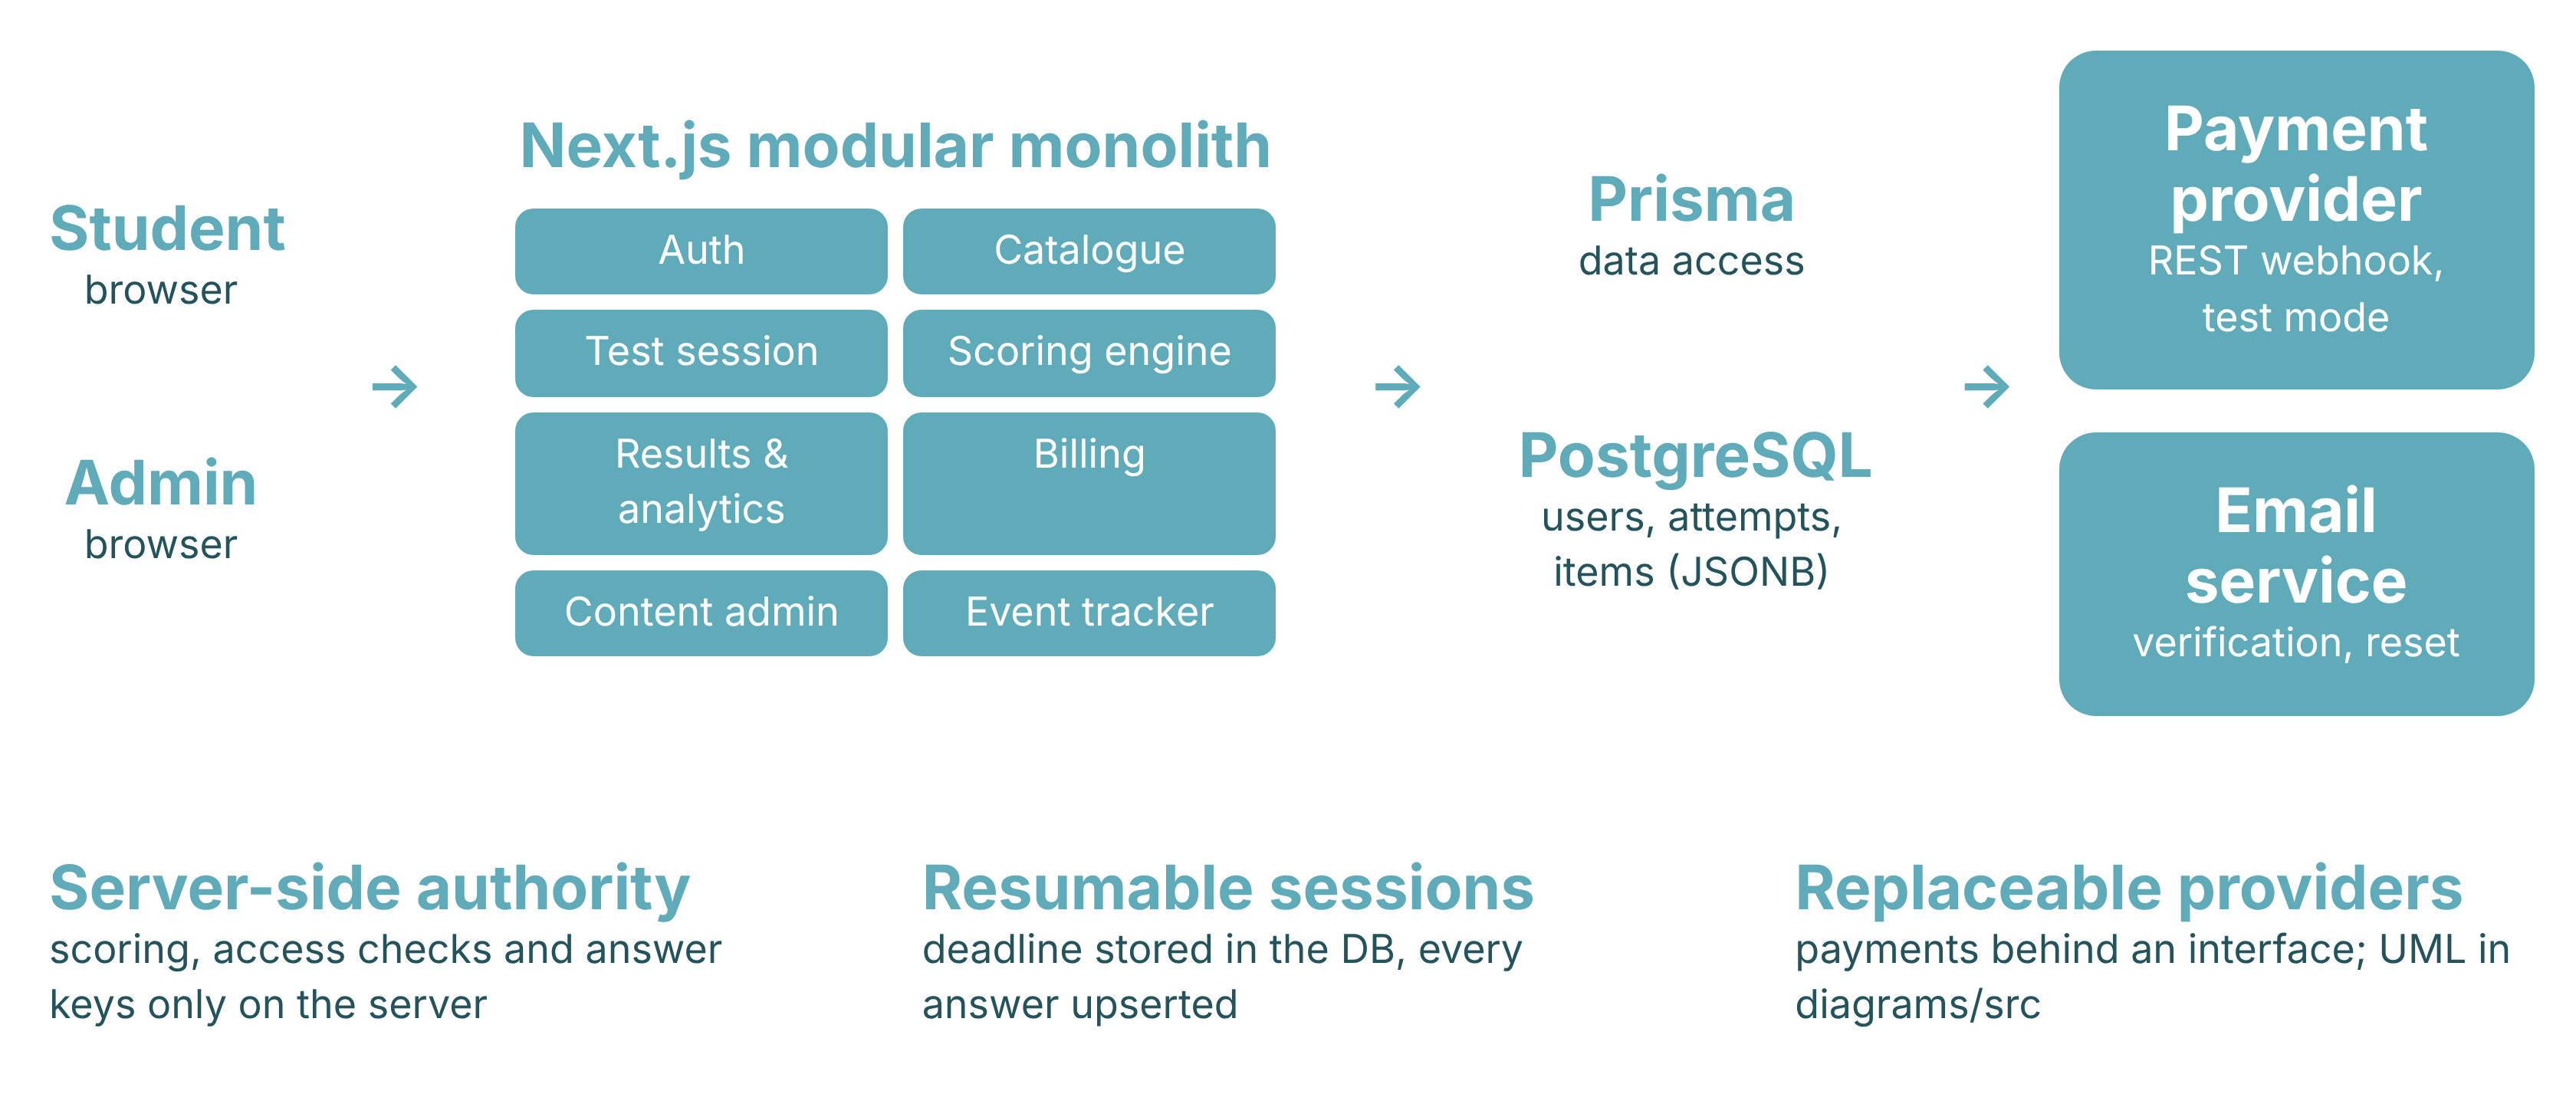 Student
browser
Admin
browser
→
Next.js modular monolith
Auth
Catalogue
Test session
Scoring engine
Results &
analytics
Billing
Content admin
Event tracker
→
Prisma
data access
PostgreSQL
users, attempts,
items (JSONB)
→
Payment
provider
REST webhook,
test mode
Email
service
verification, reset
Server-side authority
scoring, access checks and answer
keys only on the server
Resumable sessions
deadline stored in the DB, every
answer upserted
Replaceable providers
payments behind an interface; UML in
diagrams/src